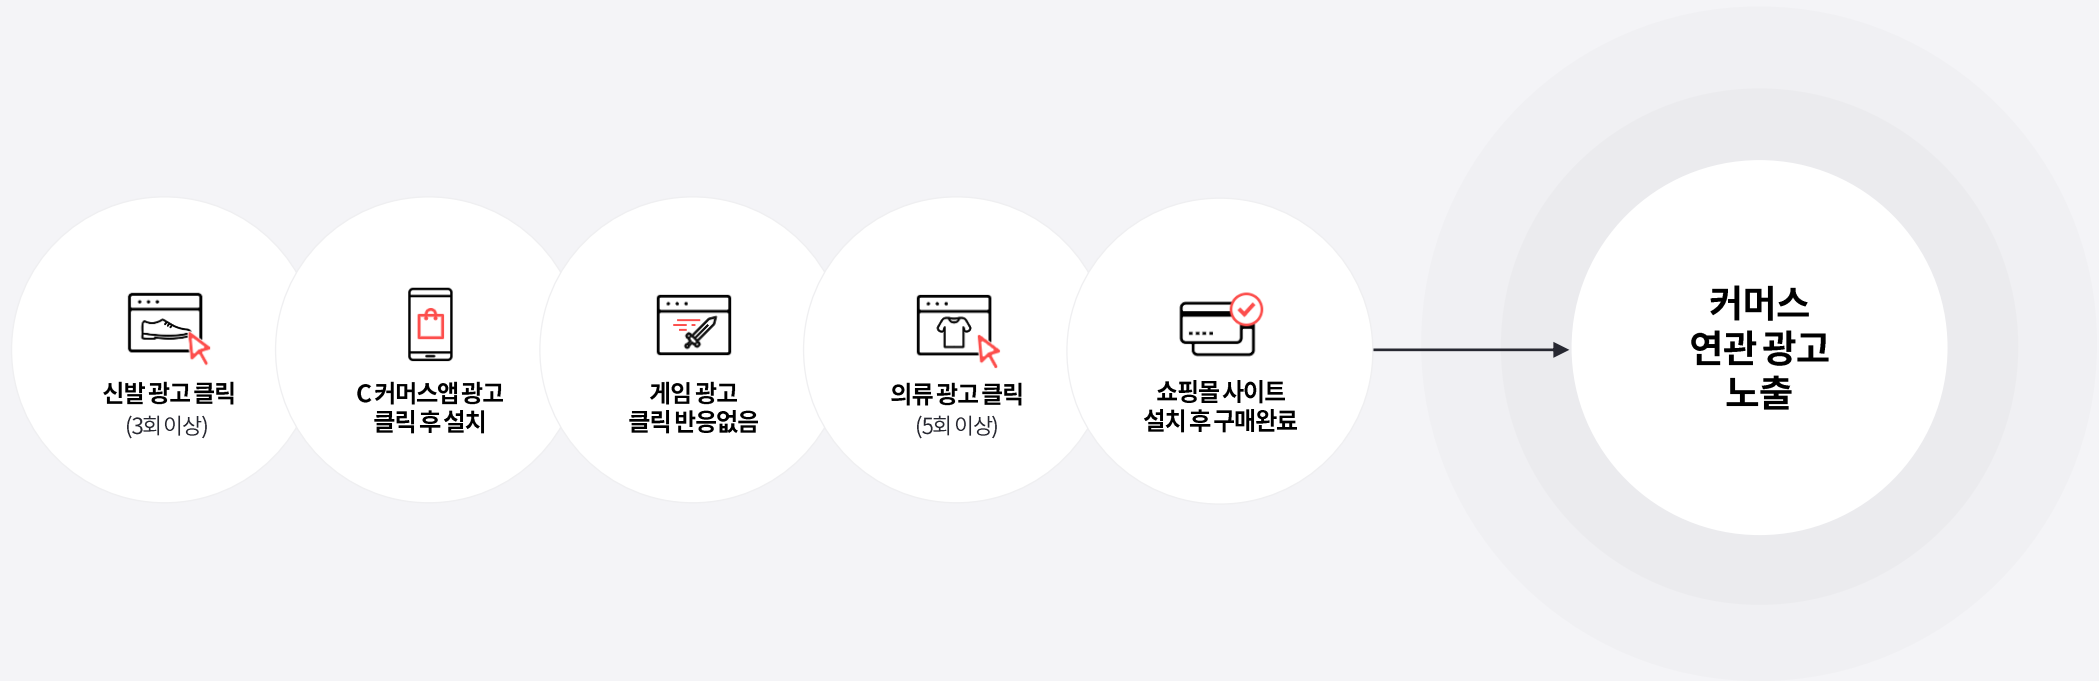 신발 광고 클릭
(3회 이상)
C 커머스앱 광고
클릭 후 설치
게임 광고
클릭 반응없음
의류 광고 클릭
(5회 이상)
쇼핑몰 사이트
설치 후 구매완료
커머스
연관 광고
노출